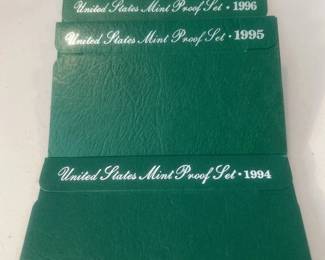 United States Mint Proof Set • 1996
United States Mint Proof Set • 1995
United States Mint Proof Set • 1994